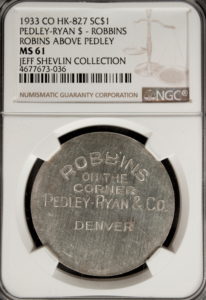 1933 CO HK-827 SC$1
PEDLEY-RYAN $ - ROBBINS
ROBINS ABOVE PEDLEY
MS 61
JEFF SHEVLIN COLLECTION
4677673-036
NUMISMATIC GUARANTY CORPORATION
NGC®
ROBBINS
ON THE
CORNER
PEDLEY-RYAN & CO.
DENVER